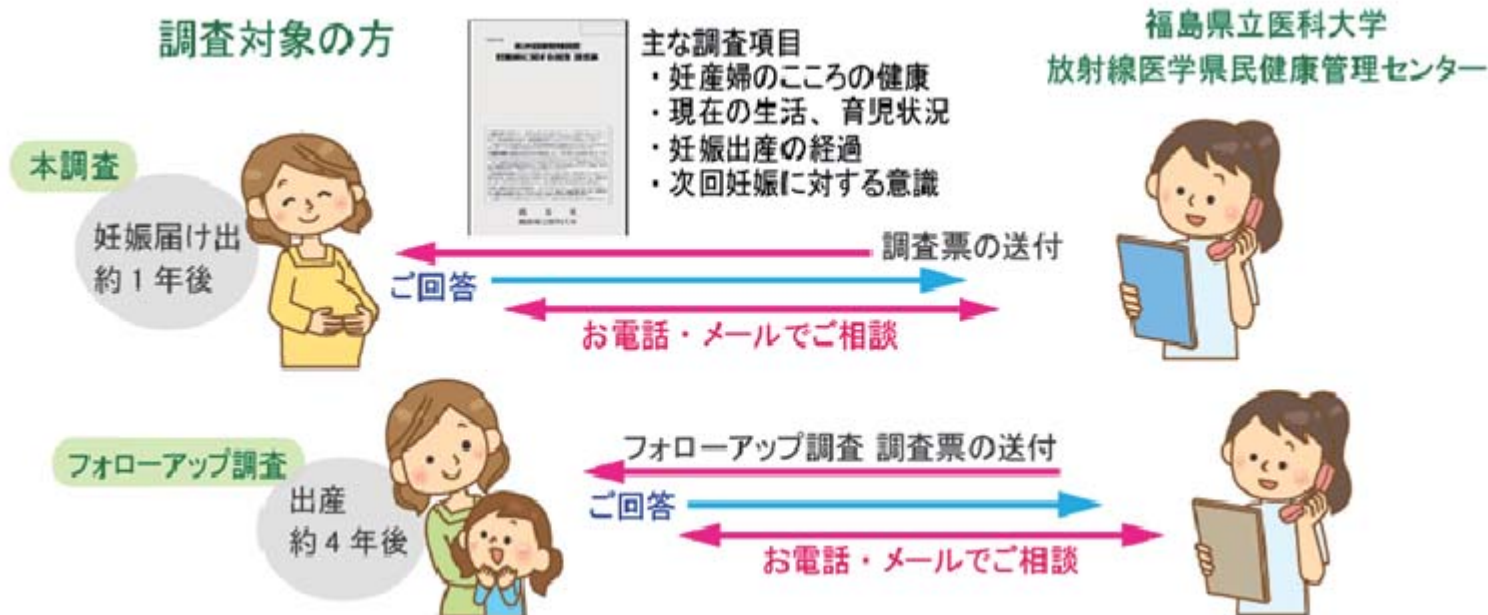 調査対象の方
主な調査項目
・妊産婦のこころの健康
・現在の生活、育児状況
・妊娠出産の経過
・次回妊娠に対する意識
福島県立医科大学
放射線医学県民健康管理センター
本調査
妊娠届け出
約1年後
調査票の送付
ご回答
お電話・メールでご相談
フォローアップ調査
出産
約4年後
フォローアップ調査 調査票の送付
ご回答
お電話・メールでご相談